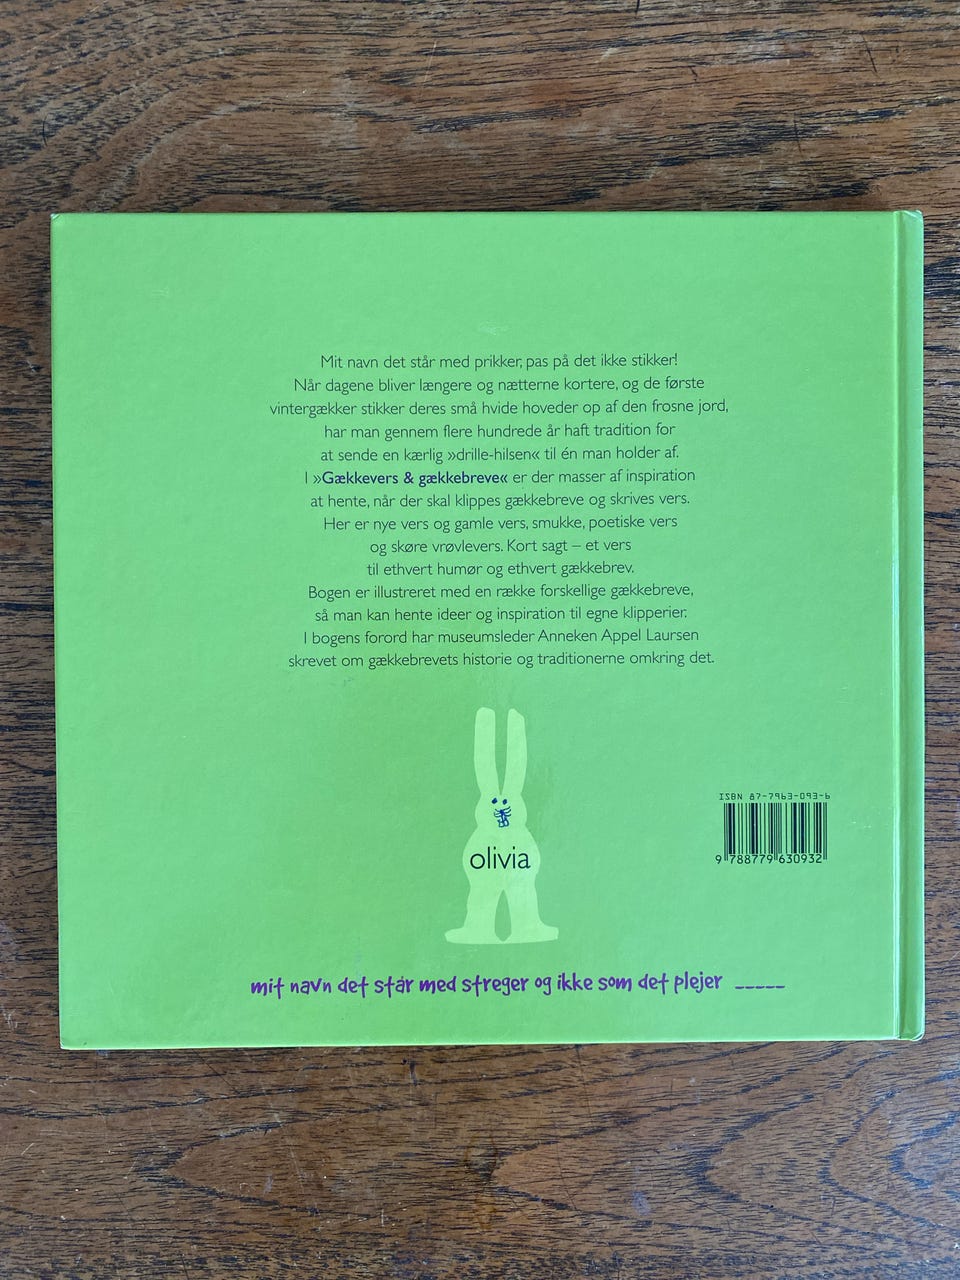 Mit navn det står med prikker, pas på det ikke stikker!
Når dagene bliver længere og nætterne kortere, og de første
vintergækker stikker deres små hvide hoveder op af den frosne jord,
har man gennem flere hundrede år haft tradition for
at sende en kærlig »drille-hilsen« til én man holder af.
I »Gækkevers & gækkebreve« er der masser af inspiration
at hente, når der skal klippes gækkebreve og skrives vers.
Her er nye vers og gamle vers, smukke, poetiske vers
og skøre vrøvlevers. Kort sagt – et vers
til ethvert humør og ethvert gækkebrev.
Bogen er illustreret med en række forskellige gækkebreve,
så man kan hente ideer og inspiration til egne klipperier.
I bogens forord har museumsleder Anneken Appel Laursen
skrevet om gækkebrevets historie og traditionerne omkring det.
ISBN 87-7963-093-6
9 788779 630932
olivia
mit navn det står med streger og ikke som det plejer _____